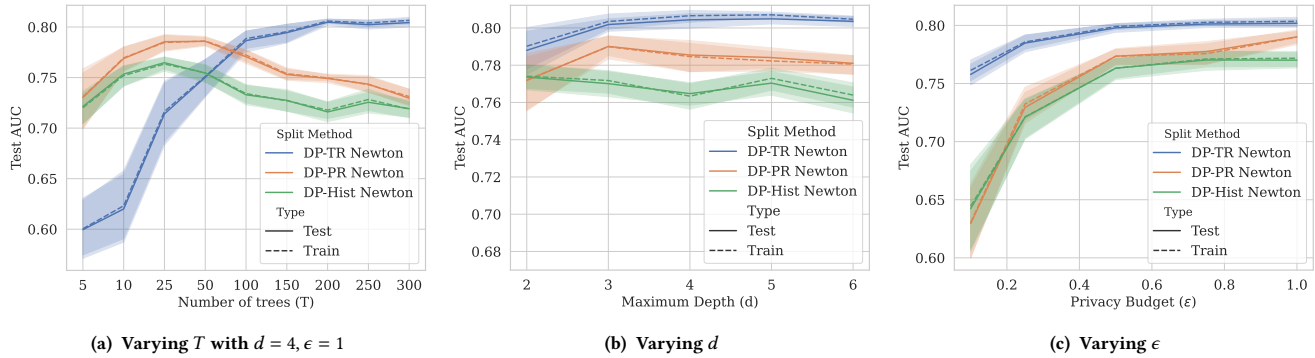 0.80
0.75
0.70
0.65
0.60
Test AUC
Split Method
DP-TR Newton
DP-PR Newton
DP-Hist Newton
Type
Test
Train
5 10 25 50 100 150 200 250 300
Number of trees (T)
(a) Varying T with d = 4, ϵ = 1
0.82
0.80
0.78
0.76
0.74
0.72
0.70
0.68
Test AUC
Split Method
DP-TR Newton
DP-PR Newton
DP-Hist Newton
Type
Test
Train
2 3 4 5 6
Maximum Depth (d)
(b) Varying d
0.80
0.75
0.70
0.65
0.60
Test AUC
Split Method
DP-TR Newton
DP-PR Newton
DP-Hist Newton
Type
Test
Train
0.2 0.4 0.6 0.8 1.0
Privacy Budget (ε)
(c) Varying ϵ